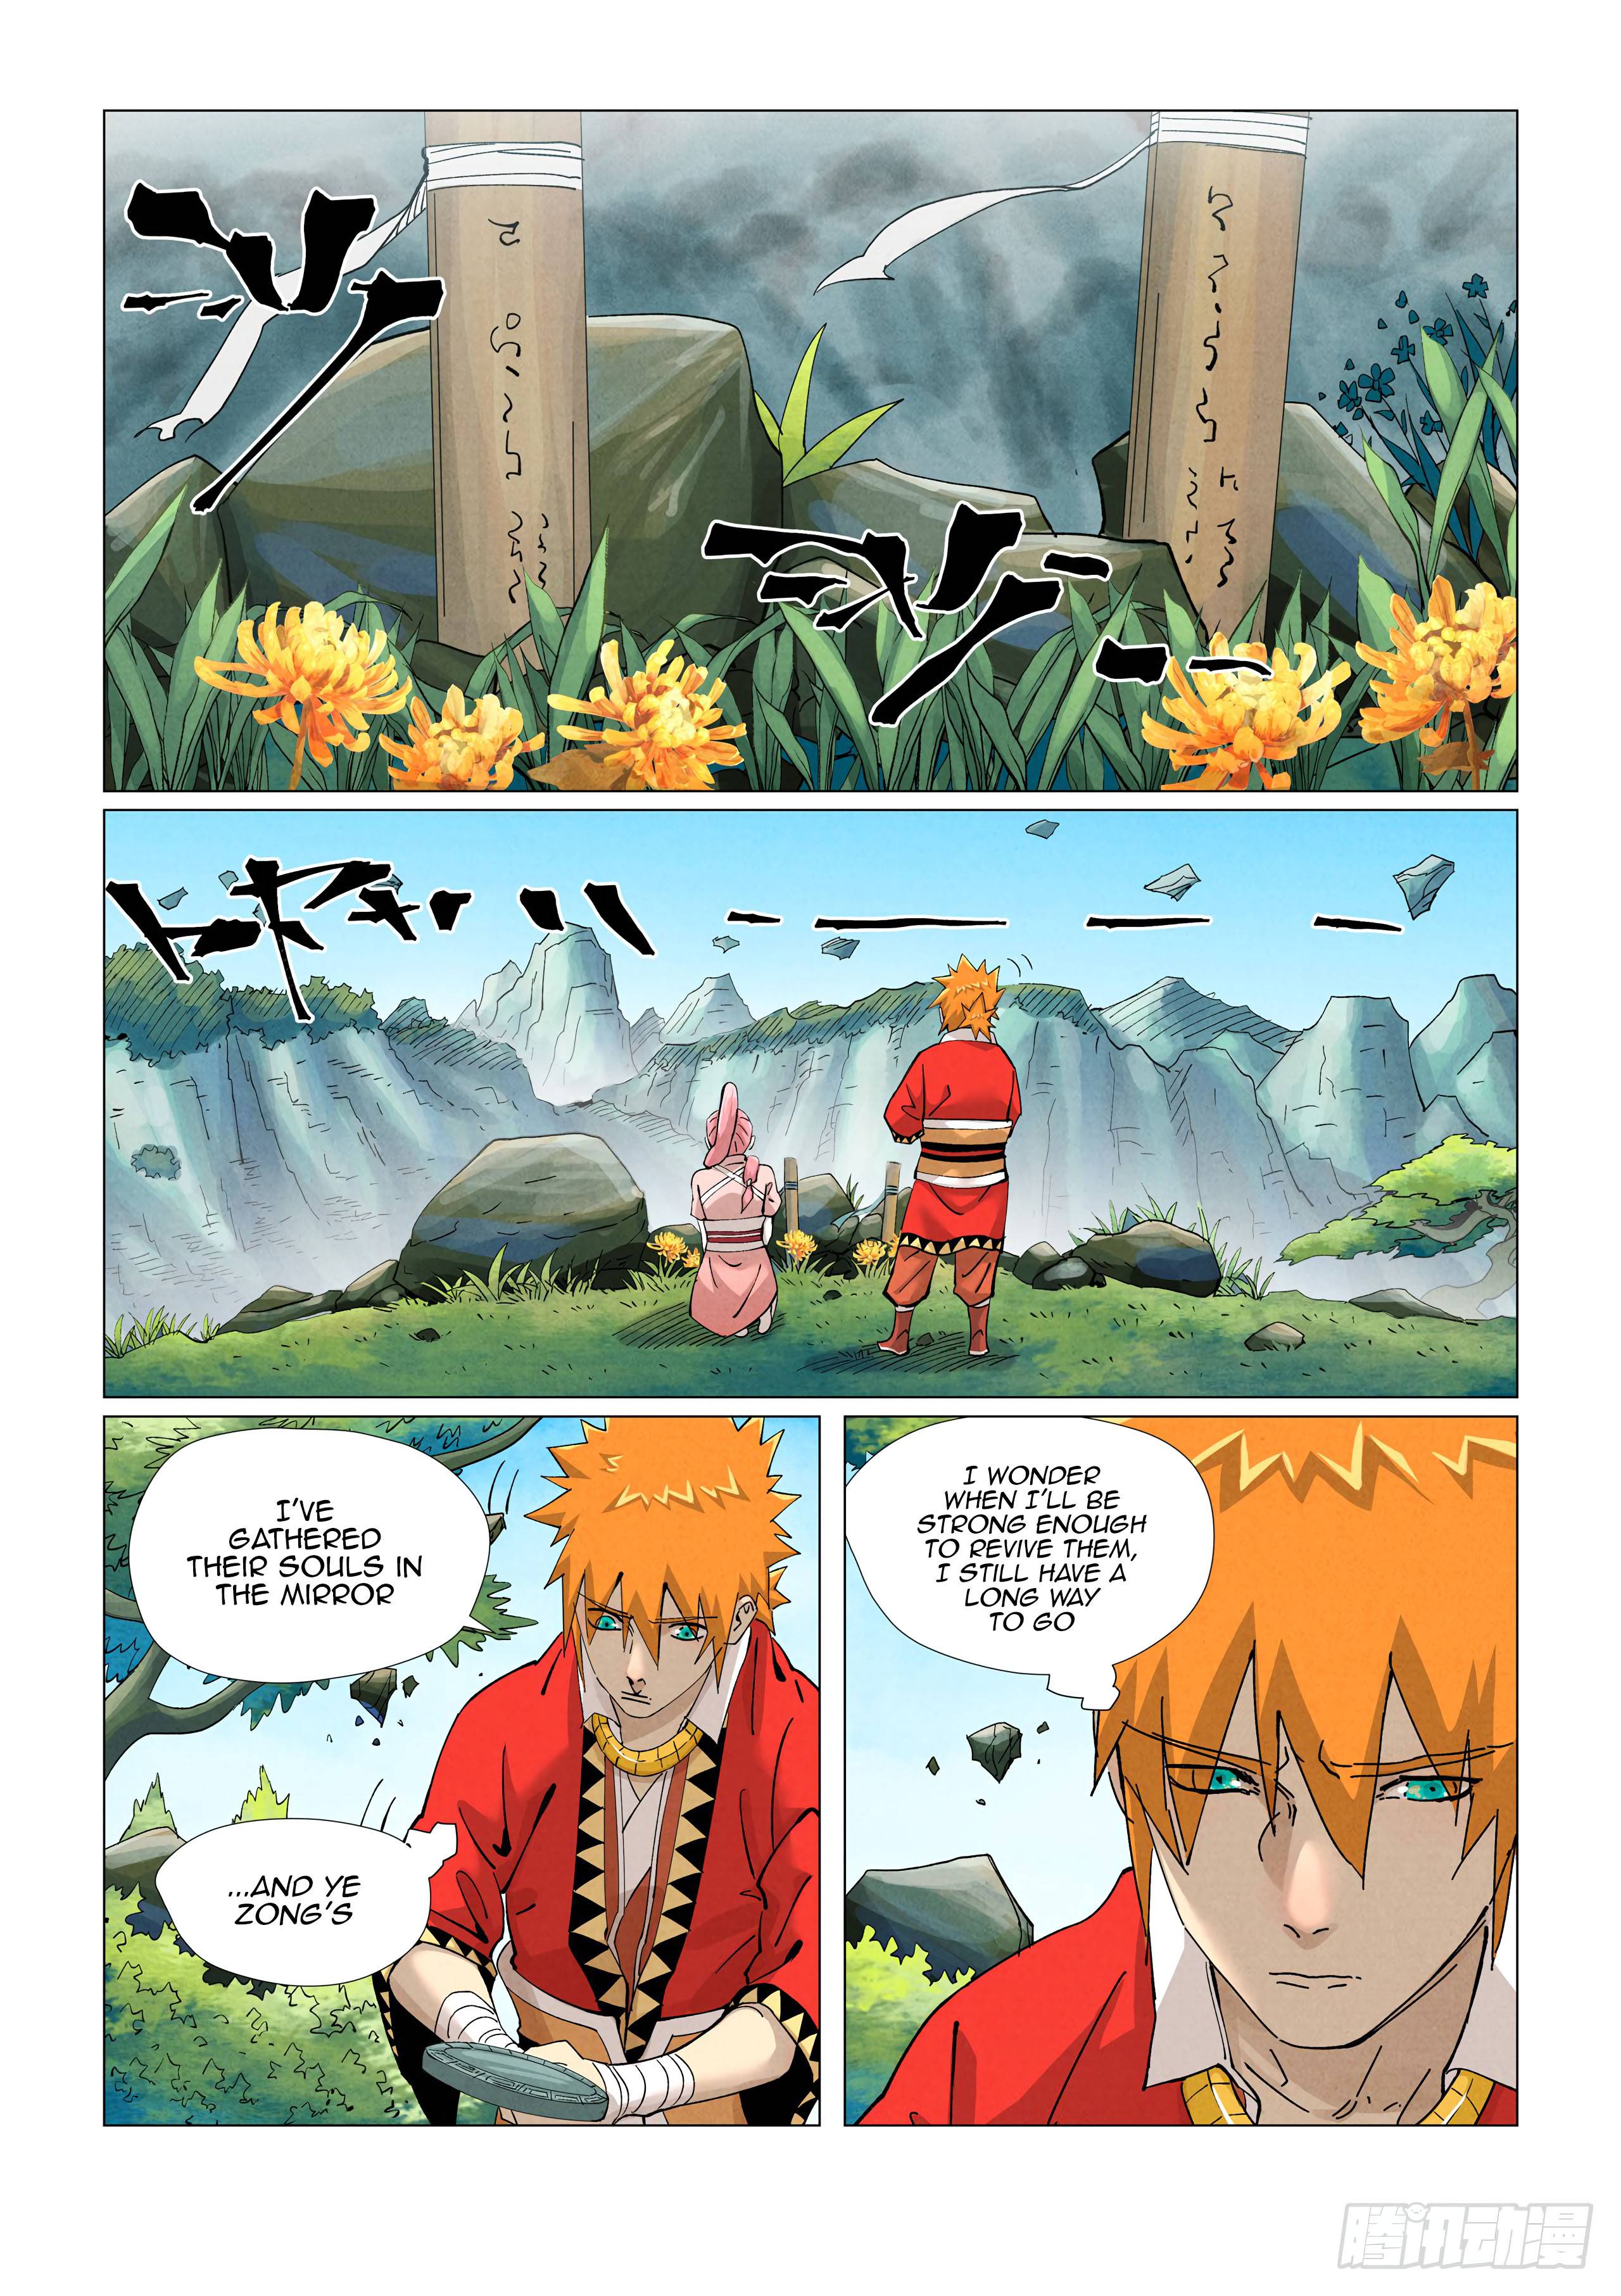 I'VE
GATHERED
THEIR SOULS IN
THE MIRROR
...AND YE
ZONG'S
I WONDER
WHEN I'LL BE
STRONG ENOUGH
TO REVIVE THEM,
I STILL HAVE A
LONG WAY
TO GO
腾讯动漫